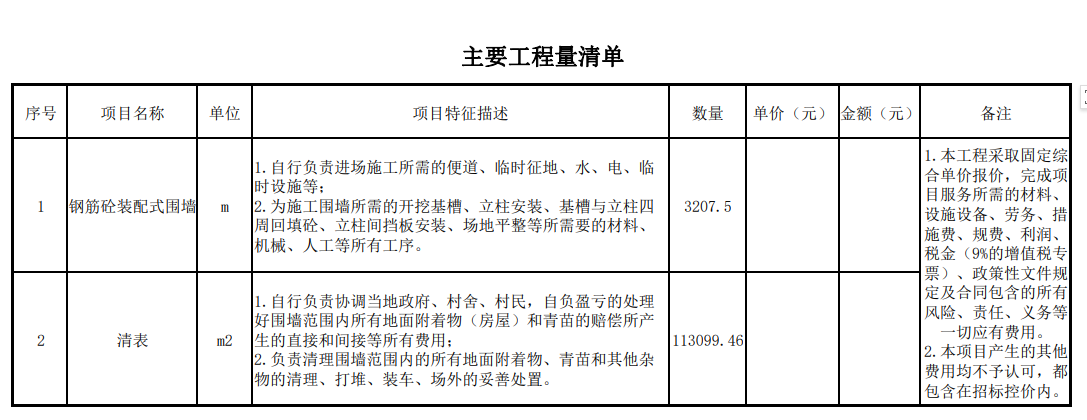 主要工程量清单
序号 项目名称 单位 项目特征描述 数量 单价（元） 金额（元） 备注
1 钢筋砼装配式围墙 m
1.自行负责进场施工所需的便道、临时征地、水、电、临
时设施等；
2.为施工围墙所需的开挖基槽、立柱安装、基槽与立柱四
周回填砼、立柱间挡板安装、场地平整等所需要的材料、
机械、人工等所有工序。
3207.5
2 清表 m2
1.自行负责协调当地政府、村舍、村民，自负盈亏的处理
好围墙范围内所有地面附着物（房屋）和青苗的赔偿所产
生的直接和间接等所有费用；
2.负责清理围墙范围内的所有地面附着物、青苗和其他杂
物的清理、打堆、装车、场外的妥善处置。
113099.46
1.本工程采取固定综
合单价报价，完成项
目服务所需的材料、
设施设备、劳务、措
施费、规费、利润、
税金（9%的增值税专
票）、政策性文件规
定及合同包含的所有
风险、责任、义务等
一切应有费用。
2.本项目产生的其他
费用均不予认可，都
包含在招标控价内。